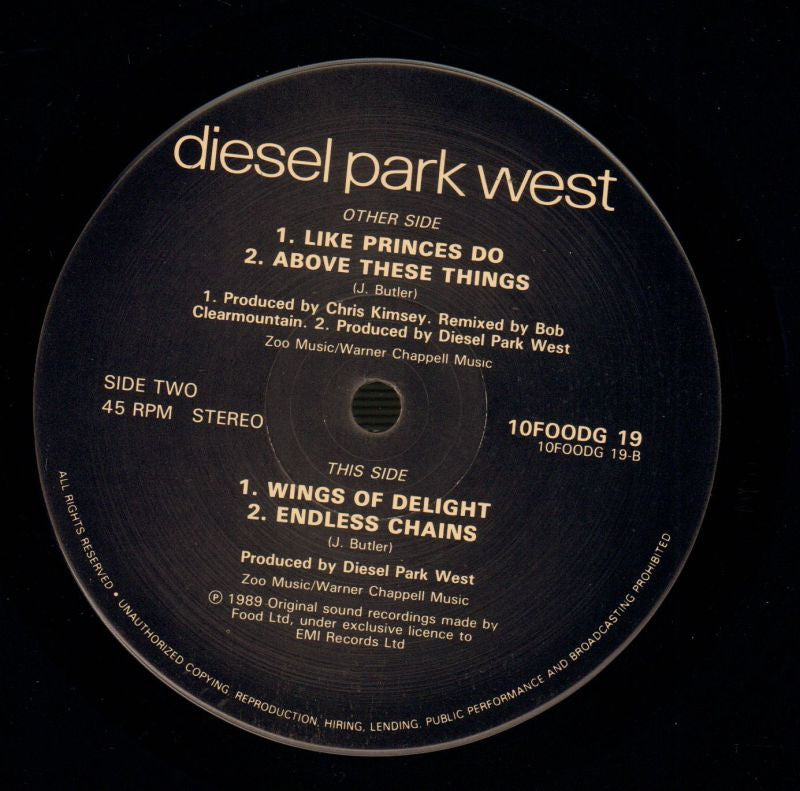 diesel park west
OTHER SIDE
1. LIKE PRINCES DO
2. ABOVE THESE THINGS
(J. Butler)
1. Produced by Chris Kimsey. Remixed by Bob
Clearmountain. 2. Produced by Diesel Park West
Zoo Music/Warner Chappell Music
SIDE TWO
45 RPM STEREO
10FOODG 19
10FOODG 19-B
THIS SIDE
1. WINGS OF DELIGHT
2. ENDLESS CHAINS
(J. Butler)
Produced by Diesel Park West
Zoo Music/Warner Chappell Music
℗ 1989 Original sound recordings made by
Food Ltd, under exclusive licence to
EMI Records Ltd
ALL RIGHTS RESERVED • UNAUTHORIZED COPYING, REPRODUCTION, HIRING, LENDING, PUBLIC PERFORMANCE AND BROADCASTING PROHIBITED